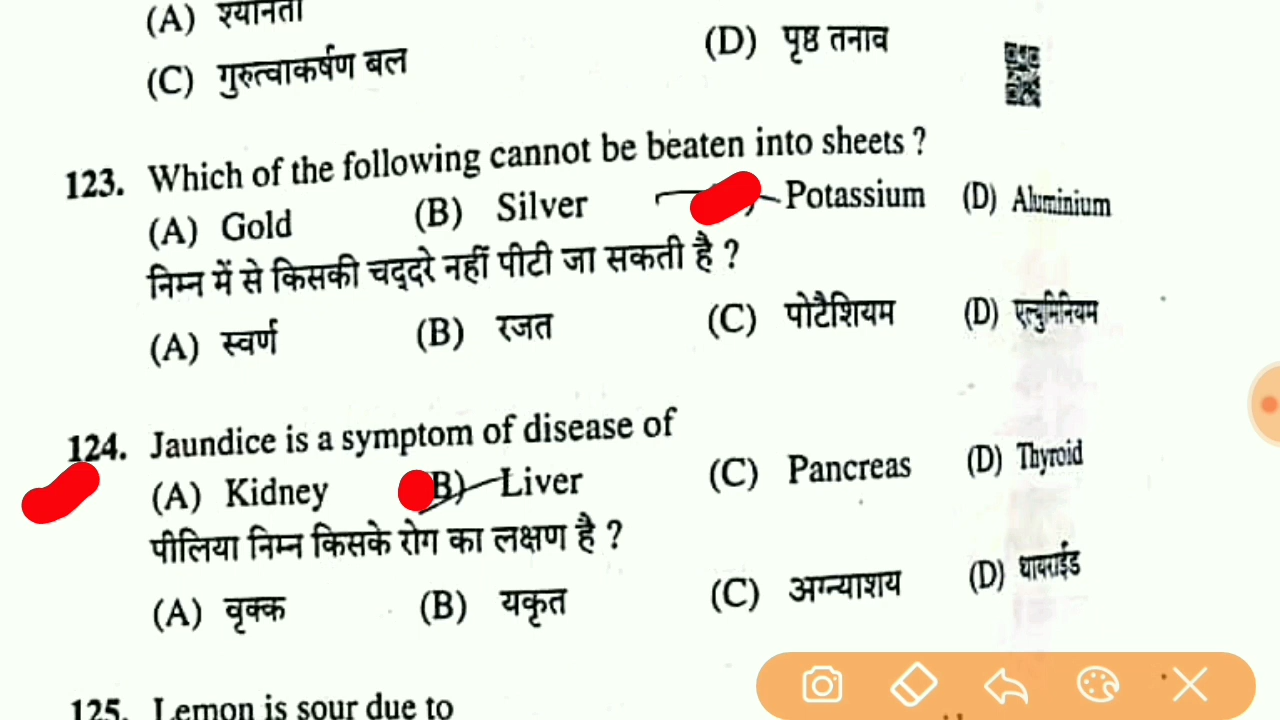 (A) श्यानता
(C) गुरुत्वाकर्षण बल (D) पृष्ठ तनाव
123. Which of the following cannot be beaten into sheets ?
(A) Gold (B) Silver Potassium (D) Aluminium
निम्न में से किसकी चद्दरे नहीं पीटी जा सकती है ?
(A) स्वर्ण (B) रजत (C) पोटैशियम (D) एल्युमिनियम
124. Jaundice is a symptom of disease of
(A) Kidney B) Liver (C) Pancreas (D) Thyroid
पीलिया निम्न किसके रोग का लक्षण है ?
(A) वृक्क (B) यकृत (C) अग्न्याशय (D) थायराईड
125. Lemon is sour due to